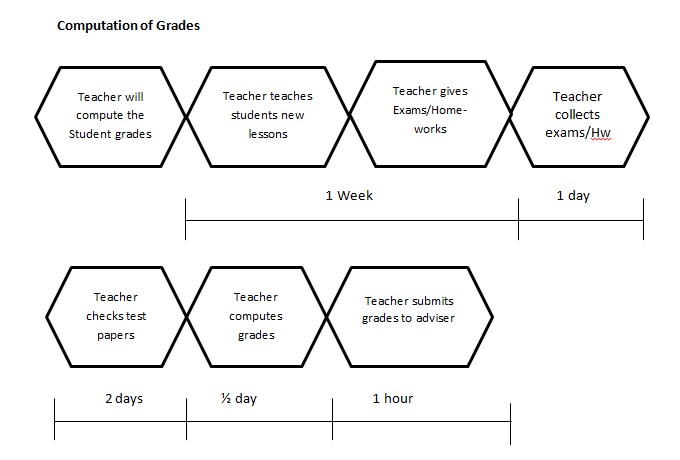 Computation of Grades
Teacher will
compute the
Student grades
Teacher teaches
students new
lessons
Teacher gives
Exams/Home-
works
Teacher
collects
exams/Hw
1 Week
1 day
Teacher
checks test
papers
Teacher
computes
grades
Teacher submits
grades to adviser
2 days
½ day
1 hour